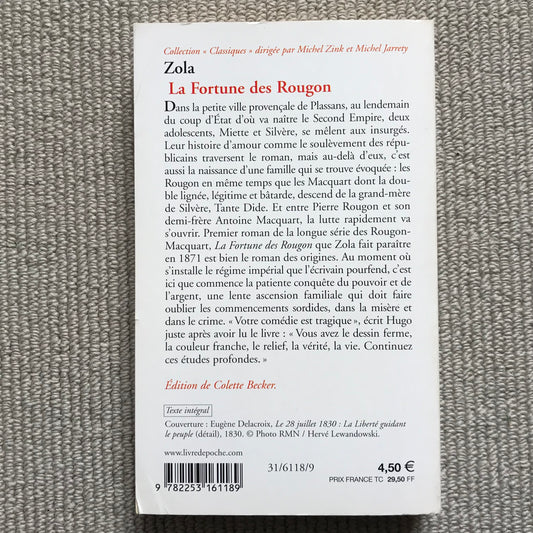 Collection « Classiques » dirigée par Michel Zink et Michel Jarrety
Zola
La Fortune des Rougon
Dans la petite ville provençale de Plassans, au lendemain
du coup d'État d'où va naître le Second Empire, deux
adolescents, Miette et Silvère, se mêlent aux insurgés.
Leur histoire d'amour comme le soulèvement des répu-
blicains traversent le roman, mais au-delà d'eux, c'est
aussi la naissance d'une famille qui se trouve évoquée : les
Rougon en même temps que les Macquart dont la dou-
ble lignée, légitime et bâtarde, descend de la grand-mère
de Silvère, Tante Dide. Et entre Pierre Rougon et son
demi-frère Antoine Macquart, la lutte rapidement va
s'ouvrir. Premier roman de la longue série des Rougon-
Macquart, La Fortune des Rougon que Zola fait paraître
en 1871 est bien le roman des origines. Au moment où
s'installe le régime impérial que l'écrivain pourfend, c'est
ici que commence la patiente conquête du pouvoir et de
l'argent, une lente ascension familiale qui doit faire
oublier les commencements sordides, dans la misère et
dans le crime. « Votre comédie est tragique », écrit Hugo
juste après avoir lu le livre : « Vous avez le dessin ferme,
la couleur franche, le relief, la vérité, la vie. Continuez
ces études profondes. »
Édition de Colette Becker.
Texte intégral
Couverture : Eugène Delacroix, Le 28 juillet 1830 : La Liberté guidant
le peuple (détail), 1830. © Photo RMN / Hervé Lewandowski.
www.livredepoche.com
31/6118/9
4,50 €
PRIX FRANCE TC 29,50 FF
9 782253 161189